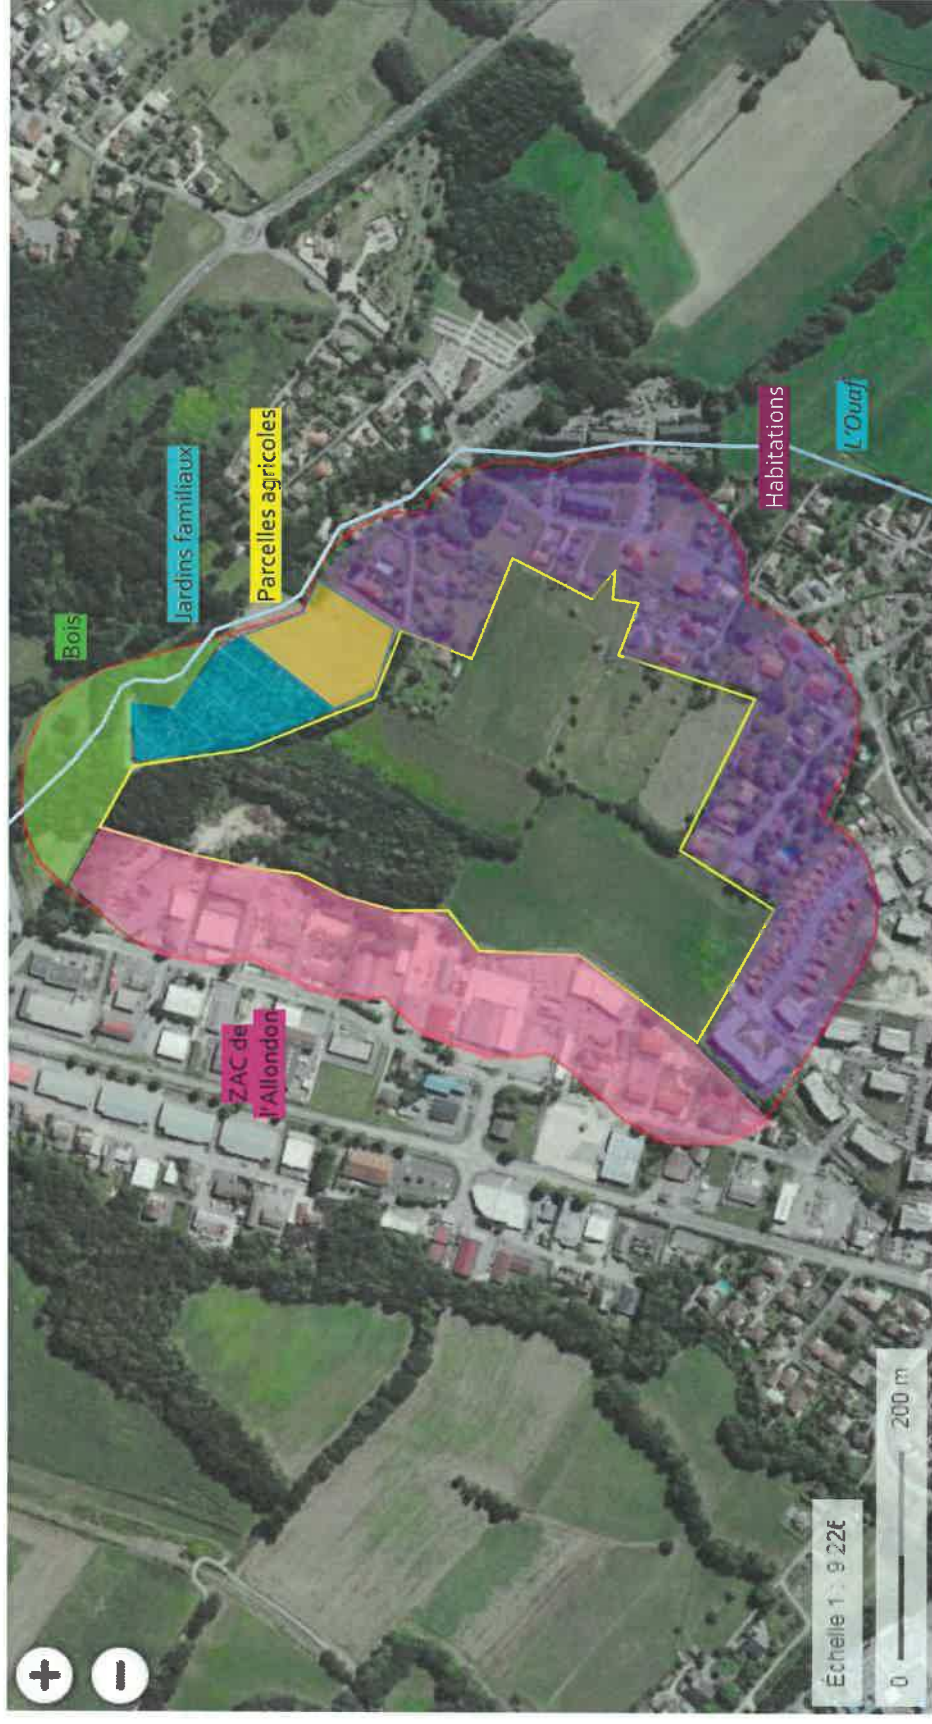 Bois
Jardins familiaux
Parcelles agricoles
ZAC de
l'Allondon
Habitations
L'Ouaf
Échelle 1 : 9 226
0 200 m